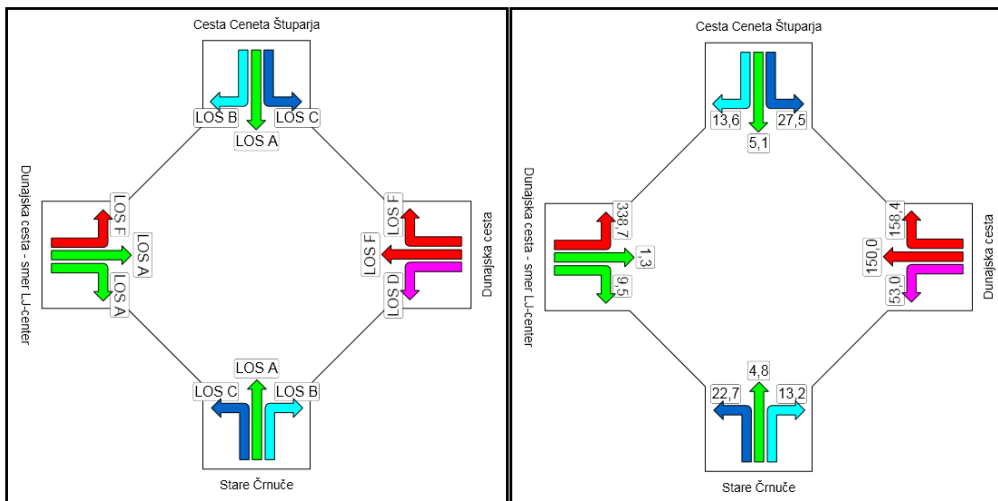 Cesta Ceneta Štuparja
LOS B
LOS C
LOS A
Dunajska cesta - smer LJ-center
LOS F
LOS A
LOS A
LOS F
LOS F
LOS D
Dunajska cesta
LOS A
LOS C
LOS B
Stare Črnuče
Cesta Ceneta Štuparja
13,6
27,5
5,1
Dunajska cesta - smer LJ-center
338,7
1,3
9,5
158,4
150,0
53,0
Dunajska cesta
4,8
22,7
13,2
Stare Črnuče